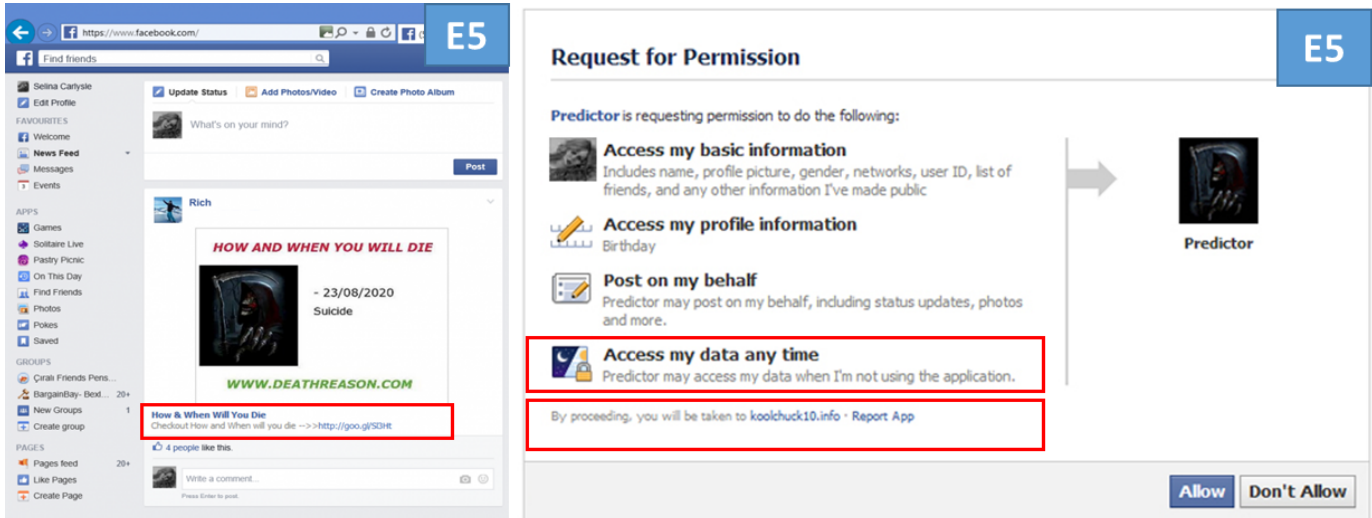 https://www.facebook.com/
E5
Find friends
Selina Carlysle
Edit Profile
FAVOURITES
Welcome
News Feed
Messages
Events
APPS
Games
Solitaire Live
Pastry Picnic
On This Day
Find Friends
Photos
Pokes
Saved
GROUPS
Çıralı Friends Pens...
BargainBay- Bexl... 20+
New Groups 1
Create group
PAGES
Pages feed 20+
Like Pages
Create Page
Update Status Add Photos/Video Create Photo Album
What's on your mind?
Post
Rich
HOW AND WHEN YOU WILL DIE
- 23/08/2020
Suicide
WWW.DEATHREASON.COM
How & When Will You Die
Checkout How and When will you die -->>http://goo.gl/SDHt
4 people like this.
Write a comment...
Press Enter to post.
E5
Request for Permission
Predictor is requesting permission to do the following:
Access my basic information
Includes name, profile picture, gender, networks, user ID, list of
friends, and any other information I've made public
Access my profile information
Birthday
Post on my behalf
Predictor may post on my behalf, including status updates, photos
and more.
Access my data any time
Predictor may access my data when I'm not using the application.
By proceeding, you will be taken to koolchuck10.info · Report App
Predictor
Allow Don't Allow